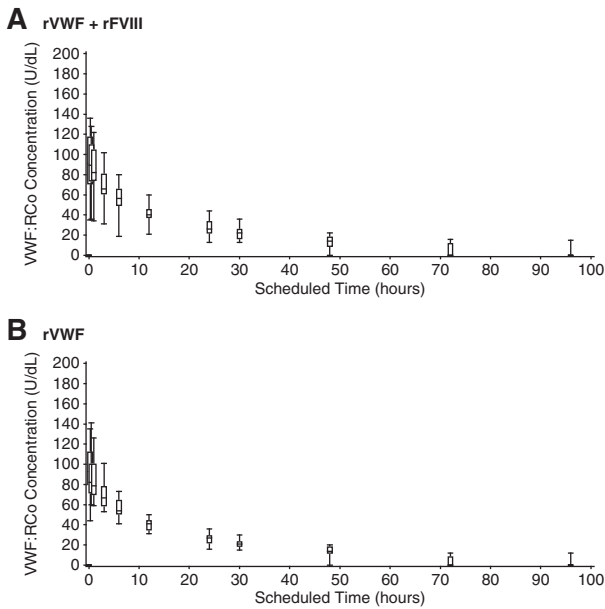 A rVWF + rFVIII
VWF:RCo Concentration (U/dL)
200
180
160
140
120
100
80
60
40
20
0
0 10 20 30 40 50 60 70 80 90 100
Scheduled Time (hours)
B rVWF
VWF:RCo Concentration (U/dL)
200
180
160
140
120
100
80
60
40
20
0
0 10 20 30 40 50 60 70 80 90 100
Scheduled Time (hours)